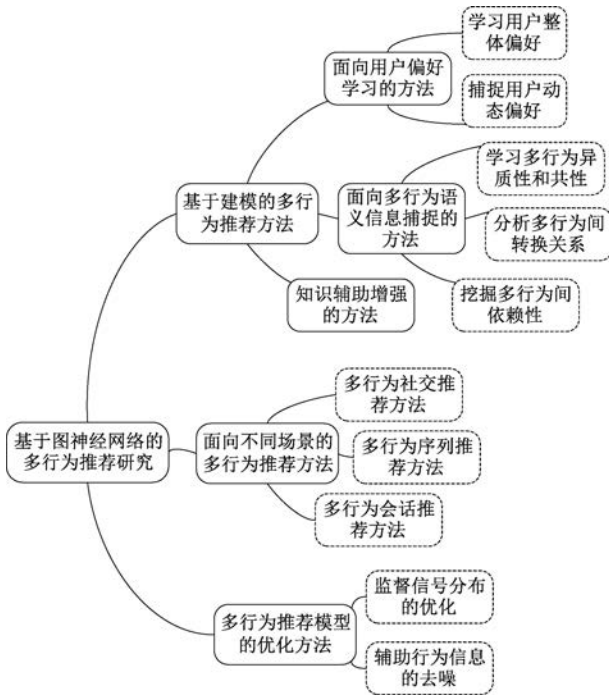 学习用户整
体偏好
面向用户偏好
学习的方法
捕捉用户动
态偏好
学习多行为异
质性和共性
基于建模的多行
为推荐方法
面向多行为语
义信息捕捉的
方法
分析多行为间
转换关系
知识辅助增强
的方法
挖掘多行为间
依赖性
多行为社交推
荐方法
基于图神经网络的
多行为推荐研究
面向不同场景的
多行为推荐方法
多行为序列推
荐方法
多行为会话推
荐方法
监督信号分布
的优化
多行为推荐模型
的优化方法
辅助行为信息
的去噪